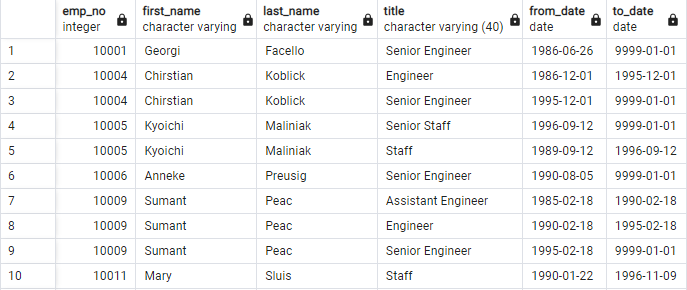 emp_no first_name last_name title from_date to_date
integer character varying character varying character varying (40) date date
1 10001 Georgi Facello Senior Engineer 1986-06-26 9999-01-01
2 10004 Chirstian Koblick Engineer 1986-12-01 1995-12-01
3 10004 Chirstian Koblick Senior Engineer 1995-12-01 9999-01-01
4 10005 Kyoichi Maliniak Senior Staff 1996-09-12 9999-01-01
5 10005 Kyoichi Maliniak Staff 1989-09-12 1996-09-12
6 10006 Anneke Preusig Senior Engineer 1990-08-05 9999-01-01
7 10009 Sumant Peac Assistant Engineer 1985-02-18 1990-02-18
8 10009 Sumant Peac Engineer 1990-02-18 1995-02-18
9 10009 Sumant Peac Senior Engineer 1995-02-18 9999-01-01
10 10011 Mary Sluis Staff 1990-01-22 1996-11-09